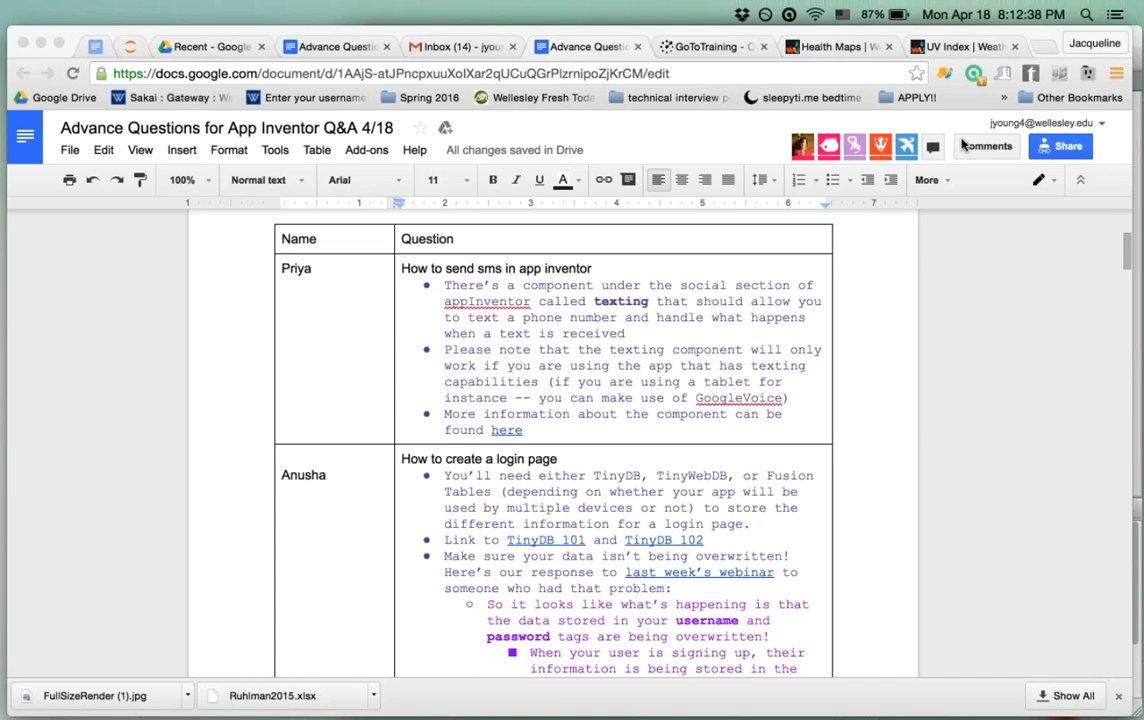 87% Mon Apr 18 8:12:38 PM
Recent - Google
Advance Questio
Inbox (14) - jyour
Advance Questio
GoToTraining - C
Health Maps | W
UV Index | Weath
Jacqueline
https://docs.google.com/document/d/1AAjS-atJPncpxuuXolXar2qUCuQGrPlzrnipoZjKrCM/edit
Google Drive
Sakai : Gateway : We
Enter your username
Spring 2016
Wellesley Fresh Toda
technical interview p
sleepyti.me bedtime
APPLY!!
»
Other Bookmarks
Advance Questions for App Inventor Q&A 4/18
jyoung4@wellesley.edu
File Edit View Insert Format Tools Table Add-ons Help All changes saved in Drive
Comments
Share
100% Normal text Arial 11 B I U A More
1 1 2 3 4 5 6 7
Name Question
Priya How to send sms in app inventor
● There's a component under the social section of
appInventor called texting that should allow you
to text a phone number and handle what happens
when a text is received
● Please note that the texting component will only
work if you are using the app that has texting
capabilities (if you are using a tablet for
instance -- you can make use of GoogleVoice)
● More information about the component can be
found here
How to create a login page
Anusha
● You'll need either TinyDB, TinyWebDB, or Fusion
Tables (depending on whether your app will be
used by multiple devices or not) to store the
different information for a login page.
● Link to TinyDB 101 and TinyDB 102
● Make sure your data isn't being overwritten!
Here's our response to last week's webinar to
someone who had that problem:
○ So it looks like what's happening is that
the data stored in your username and
password tags are being overwritten!
■ When your user is signing up, their
information is being stored in the
FullSizeRender (1).jpg
Ruhlman2015.xlsx
Show All